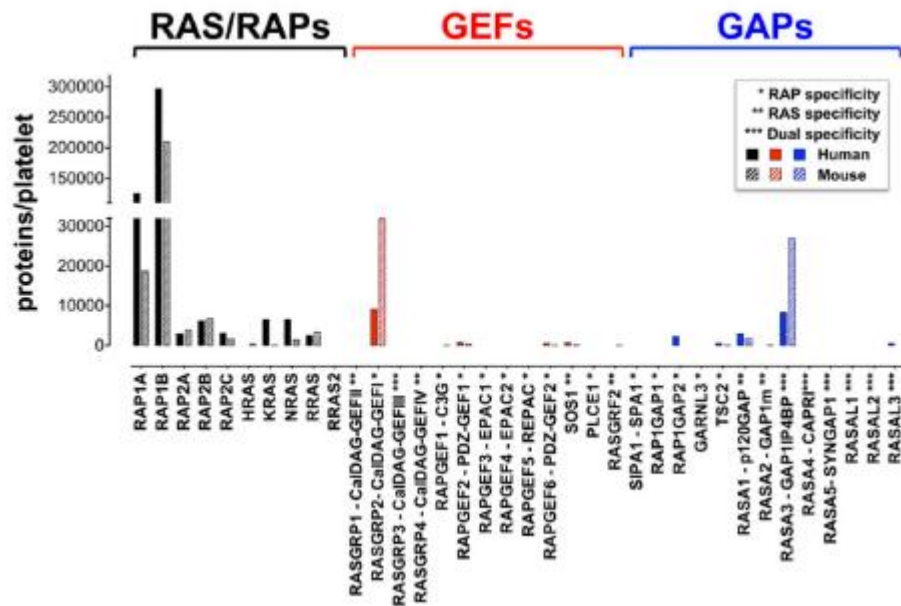 RAS/RAPs GEFs GAPs
proteins/platelet
300000
250000
200000
150000
30000
20000
10000
0
* RAP specificity
** RAS specificity
*** Dual specificity
Human
Mouse
RAP1A
RAP1B
RAP2A
RAP2B
RAP2C
HRAS
KRAS
NRAS
RRAS
RRAS2
RASGRP1 - CalDAG-GEFII **
RASGRP2- CalDAG-GEFI *
RASGRP3 - CalDAG-GEFIII ***
RASGRP4 - CalDAG-GEFIV **
RAPGEF1 - C3G *
RAPGEF2 - PDZ-GEF1 *
RAPGEF3 - EPAC1 *
RAPGEF4 - EPAC2 *
RAPGEF5 - REPAC *
RAPGEF6 - PDZ-GEF2 *
SOS1 **
PLCE1 *
RASGRF2 **
SIPA1 - SPA1 *
RAP1GAP1 *
RAP1GAP2 *
GARNL3 *
TSC2 *
RASA1 - p120GAP **
RASA2 - GAP1m **
RASA3 - GAP1IP4BP ***
RASA4 - CAPRI ***
RASA5- SYNGAP1 ***
RASAL1 ***
RASAL2 ***
RASAL3 ***